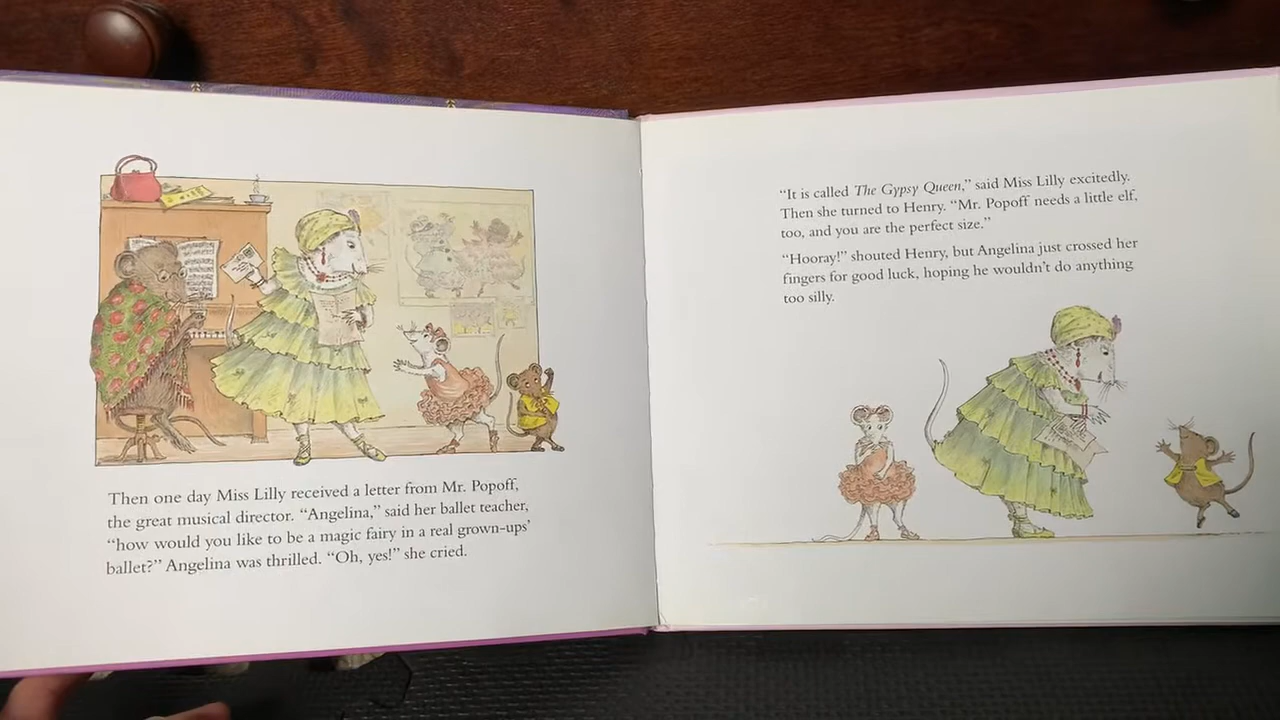 Then one day Miss Lilly received a letter from Mr. Popoff,
the great musical director. “Angelina,” said her ballet teacher,
“how would you like to be a magic fairy in a real grown-ups’
ballet?” Angelina was thrilled. “Oh, yes!” she cried.
“It is called The Gypsy Queen,” said Miss Lilly excitedly.
Then she turned to Henry. “Mr. Popoff needs a little elf,
too, and you are the perfect size.”
“Hooray!” shouted Henry, but Angelina just crossed her
fingers for good luck, hoping he wouldn’t do anything
too silly.